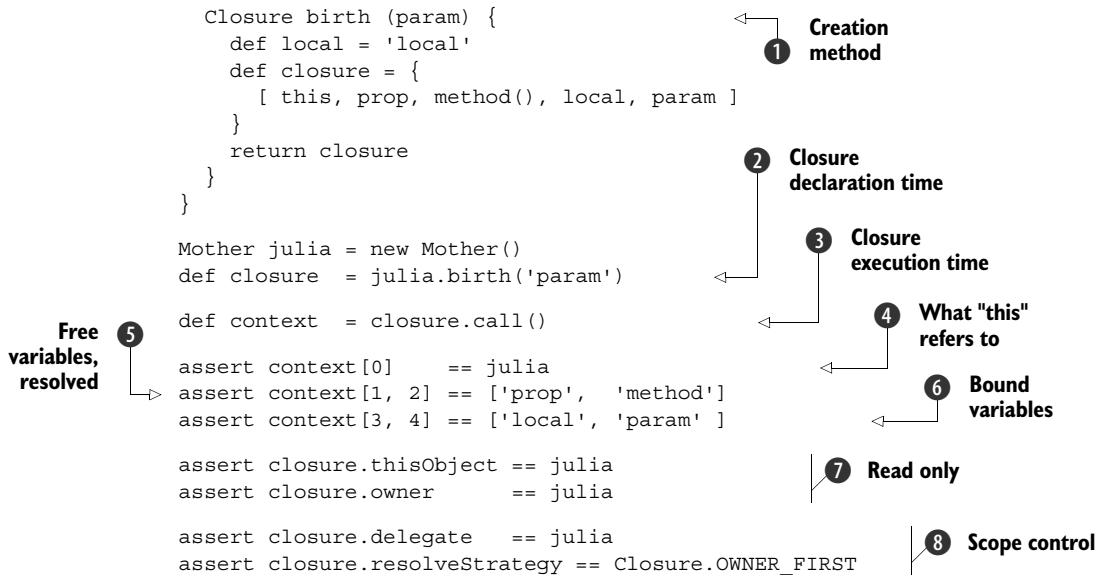 Closure birth (param) {
Creation
1 method
def local = 'local'
def closure = {
[ this, prop, method(), local, param ]
}
return closure
2 Closure
declaration time
}
}
Mother julia = new Mother()
3 Closure
execution time
def closure  = julia.birth('param')
def context  = closure.call()
4 What "this"
refers to
Free 5
variables,
resolved
assert context[0]    == julia
assert context[1, 2] == ['prop',  'method']
6 Bound
variables
assert context[3, 4] == ['local', 'param' ]
assert closure.thisObject == julia
7 Read only
assert closure.owner      == julia
assert closure.delegate   == julia
8 Scope control
assert closure.resolveStrategy == Closure.OWNER_FIRST